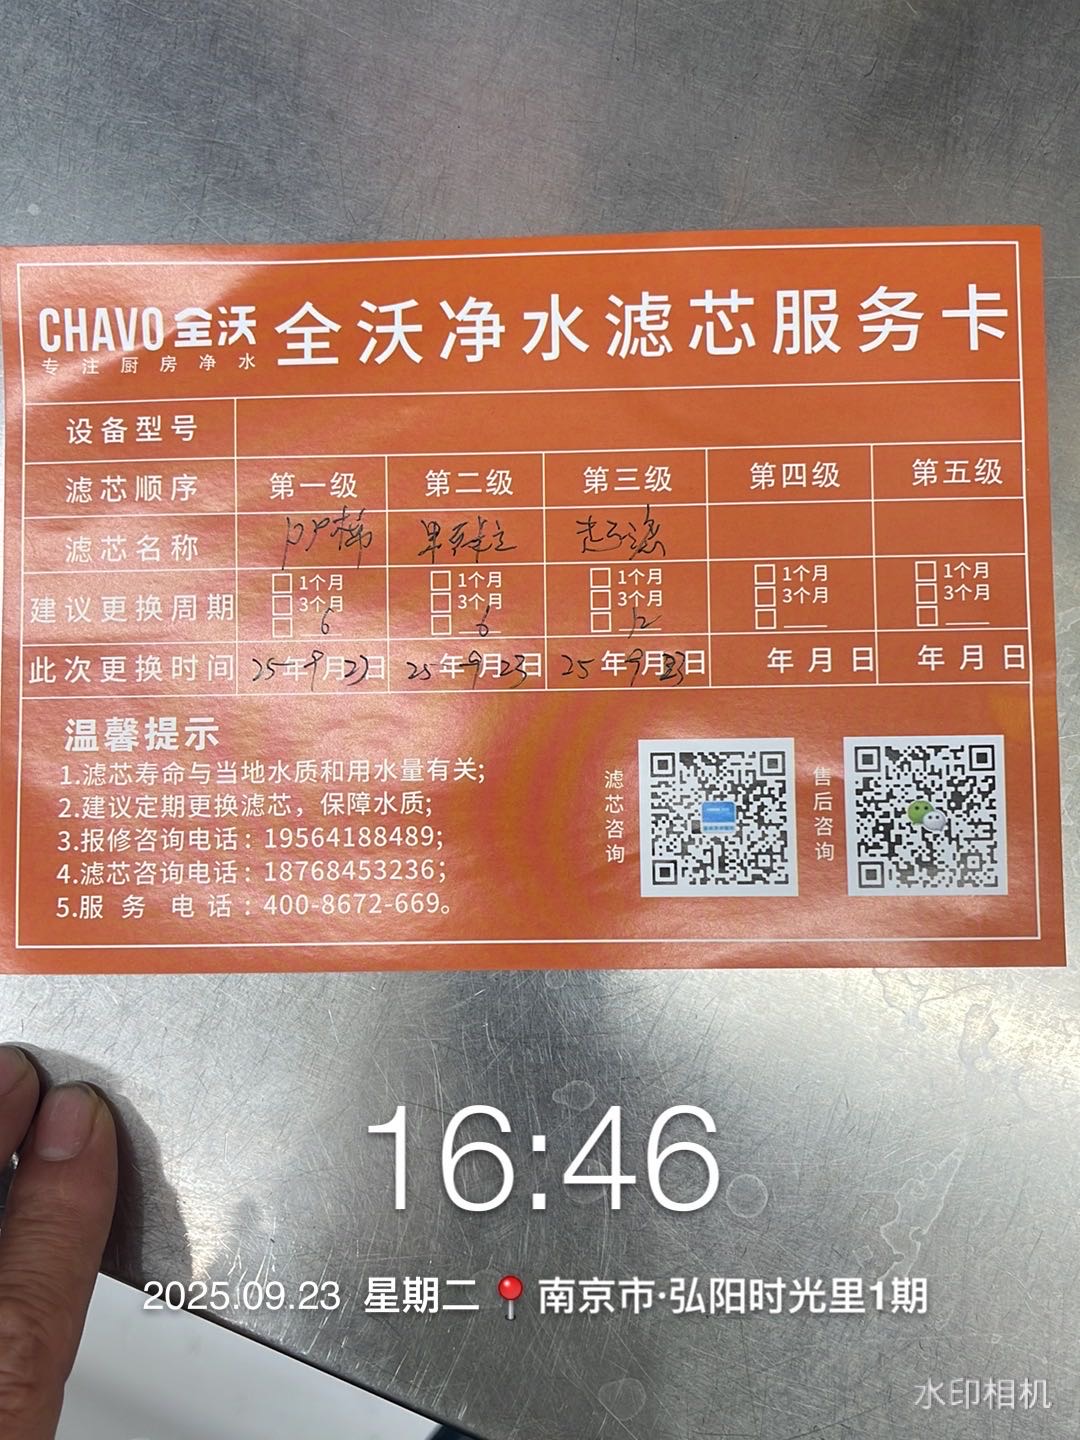 CHAVO 全沃
专注厨房净水
全沃净水滤芯服务卡
设备型号
滤芯顺序 第一级 第二级 第三级 第四级 第五级
滤芯名称 PP棉 超滤
建议更换周期
1个月 1个月 1个月 1个月 1个月
3个月 3个月 3个月 3个月 3个月
6 6 12
此次更换时间 25年9月23日 25年9月23日 25年9月23日 年月日 年月日
温馨提示
1.滤芯寿命与当地水质和用水量有关;
2.建议定期更换滤芯，保障水质;
3.报修咨询电话：19564188489;
4.滤芯咨询电话：18768453236;
5.服务电话：400-8672-669。
滤芯咨询
售后咨询
16:46
2025.09.23 星期二 南京市·弘阳时光里1期
水印相机